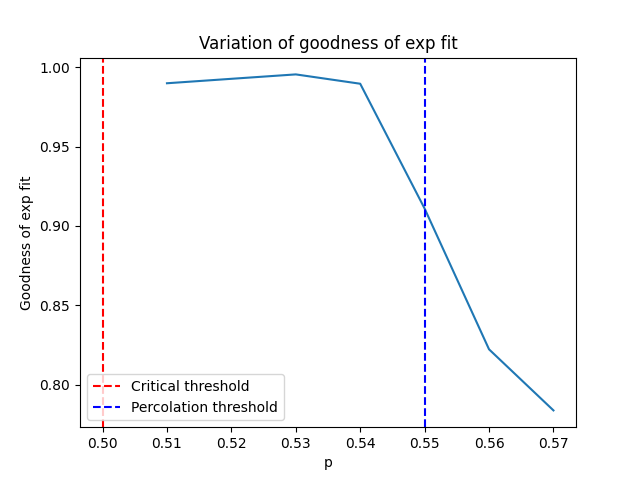 Variation of goodness of exp fit
1.00
0.95
0.90
0.85
0.80
Goodness of exp fit
Critical threshold
Percolation threshold
0.50 0.51 0.52 0.53 0.54 0.55 0.56 0.57
p